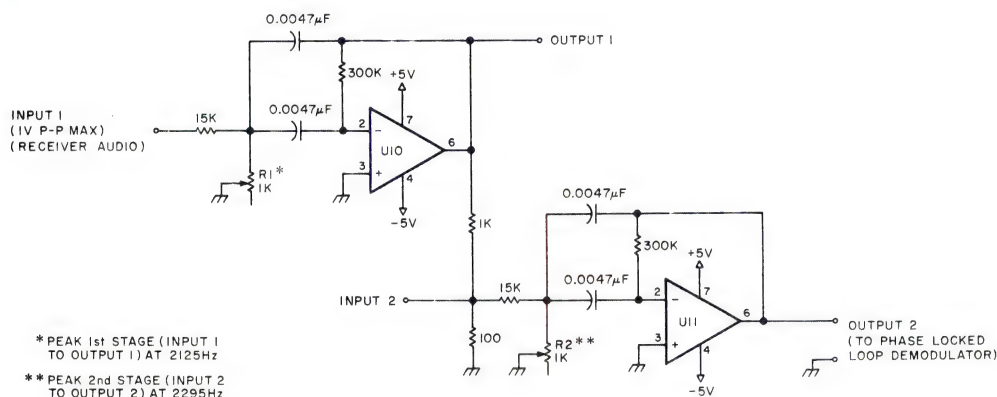 0.0047µF
OUTPUT 1
300K
+5V
0.0047µF
INPUT 1
(1V P-P MAX)
(RECEIVER AUDIO)
15K
2
-
7
6
U10
3
+
4
R1*
1K
-5V
1K
0.0047µF
300K
+5V
INPUT 2
15K
0.0047µF
2
-
7
6
U11
3
+
4
100
R2**
1K
-5V
OUTPUT 2
(TO PHASE LOCKED
LOOP DEMODULATOR)
*PEAK 1st STAGE (INPUT 1
TO OUTPUT 1) AT 2125Hz
**PEAK 2nd STAGE (INPUT 2
TO OUTPUT 2) AT 2295Hz